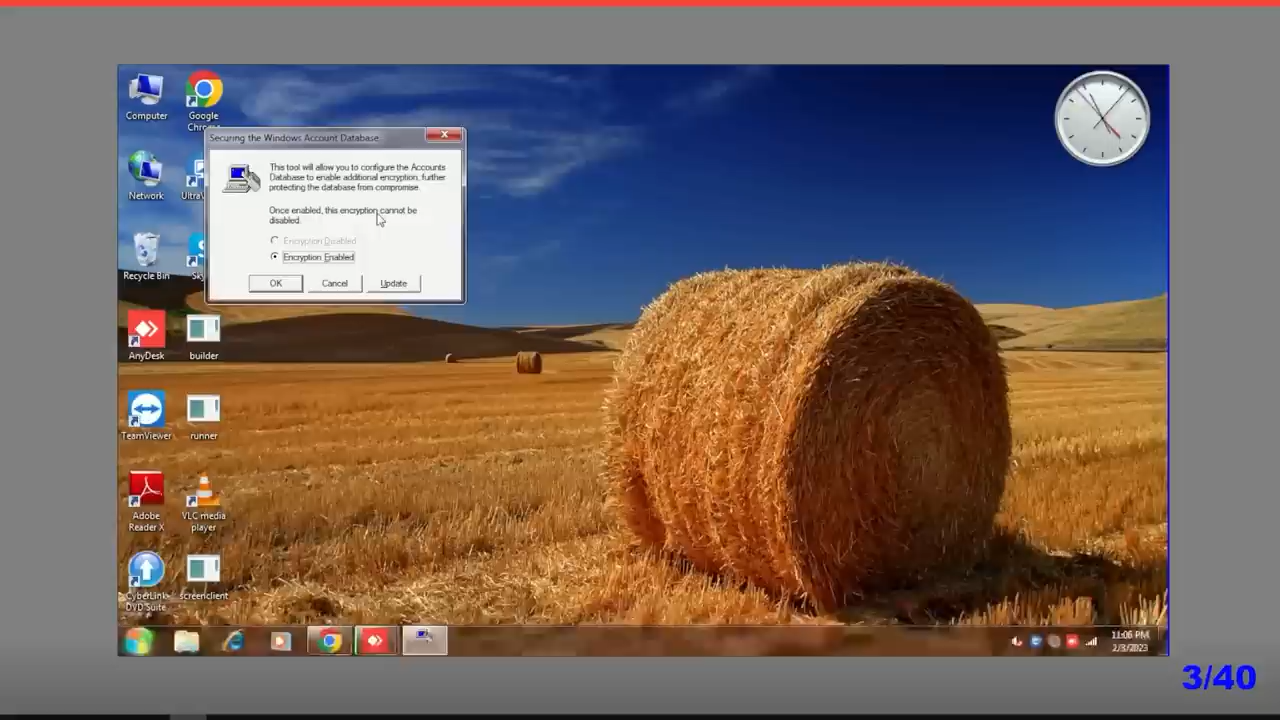 Computer
Google
Chro
Network
Ultra
Recycle Bin
Sky
AnyDesk
builder
TeamViewer
runner
Adobe
Reader X
VLC media
player
CyberLink
DVD Suite
screenclient
Securing the Windows Account Database
This tool will allow you to configure the Accounts
Database to enable additional encryption, further
protecting the database from compromise.
Once enabled, this encryption cannot be
disabled.
Encryption Disabled
Encryption Enabled
OK
Cancel
Update
11:06 PM
2/3/2023
3/40